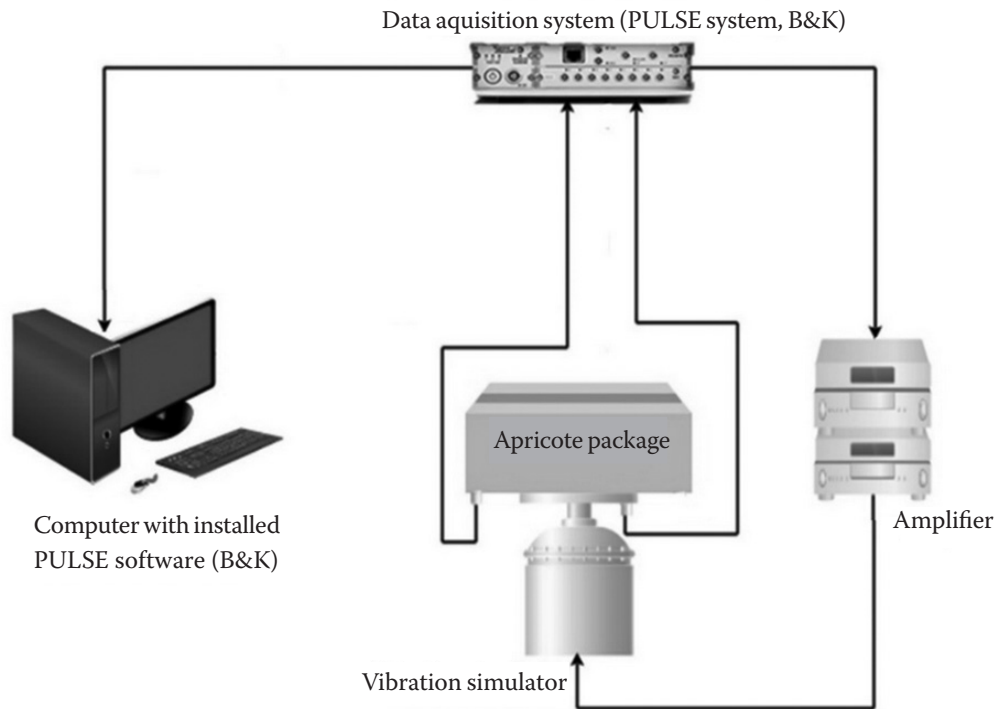 Data aquisition system (PULSE system, B&K)
Apricote package
Computer with installed
PULSE software (B&K)
Amplifier
Vibration simulator